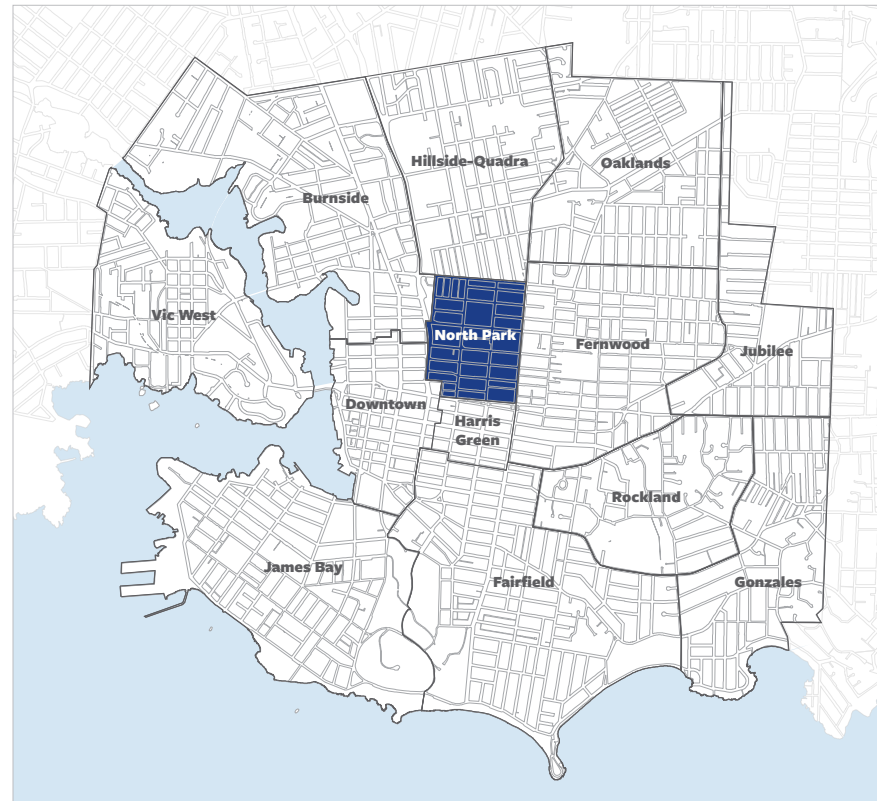 Hillside-Quadra
Oaklands
Burnside
Vic West
North Park
Fernwood
Jubilee
Downtown
Harris
Green
Rockland
James Bay
Fairfield
Gonzales